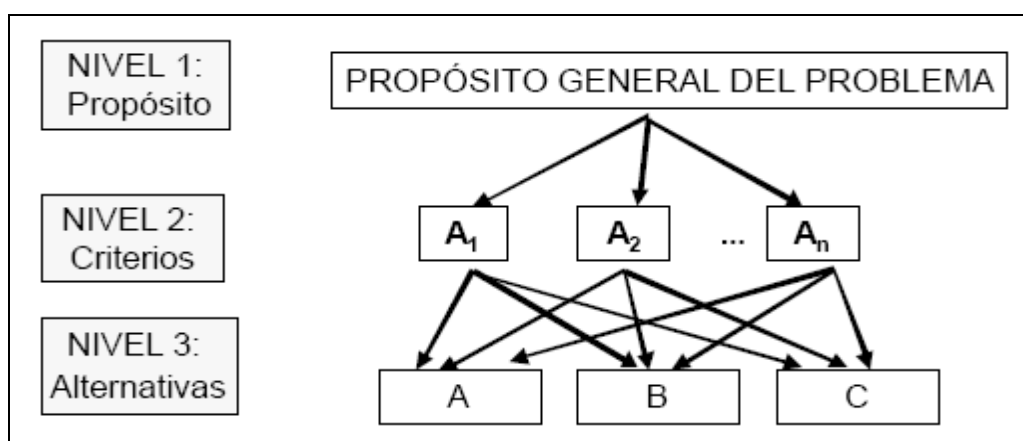 NIVEL 1:
Propósito
PROPÓSITO GENERAL DEL PROBLEMA
NIVEL 2:
Criterios
A₁
A₂
...
Aₙ
NIVEL 3:
Alternativas
A
B
C